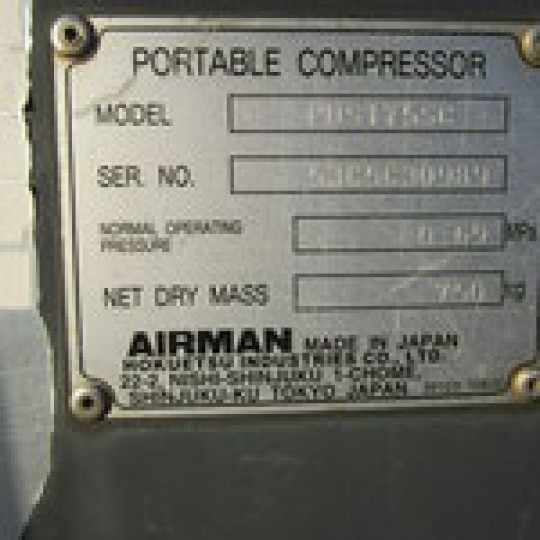 PORTABLE COMPRESSOR
MODEL
SER. NO.
NORMAL OPERATING
PRESSURE MPa
NET DRY MASS kg
AIRMAN MADE IN JAPAN
HOKUETSU INDUSTRIES CO., LTD.
22-2, NISHI-SHINJUKU 1-CHOME,
SHINJUKU-KU TOKYO JAPAN